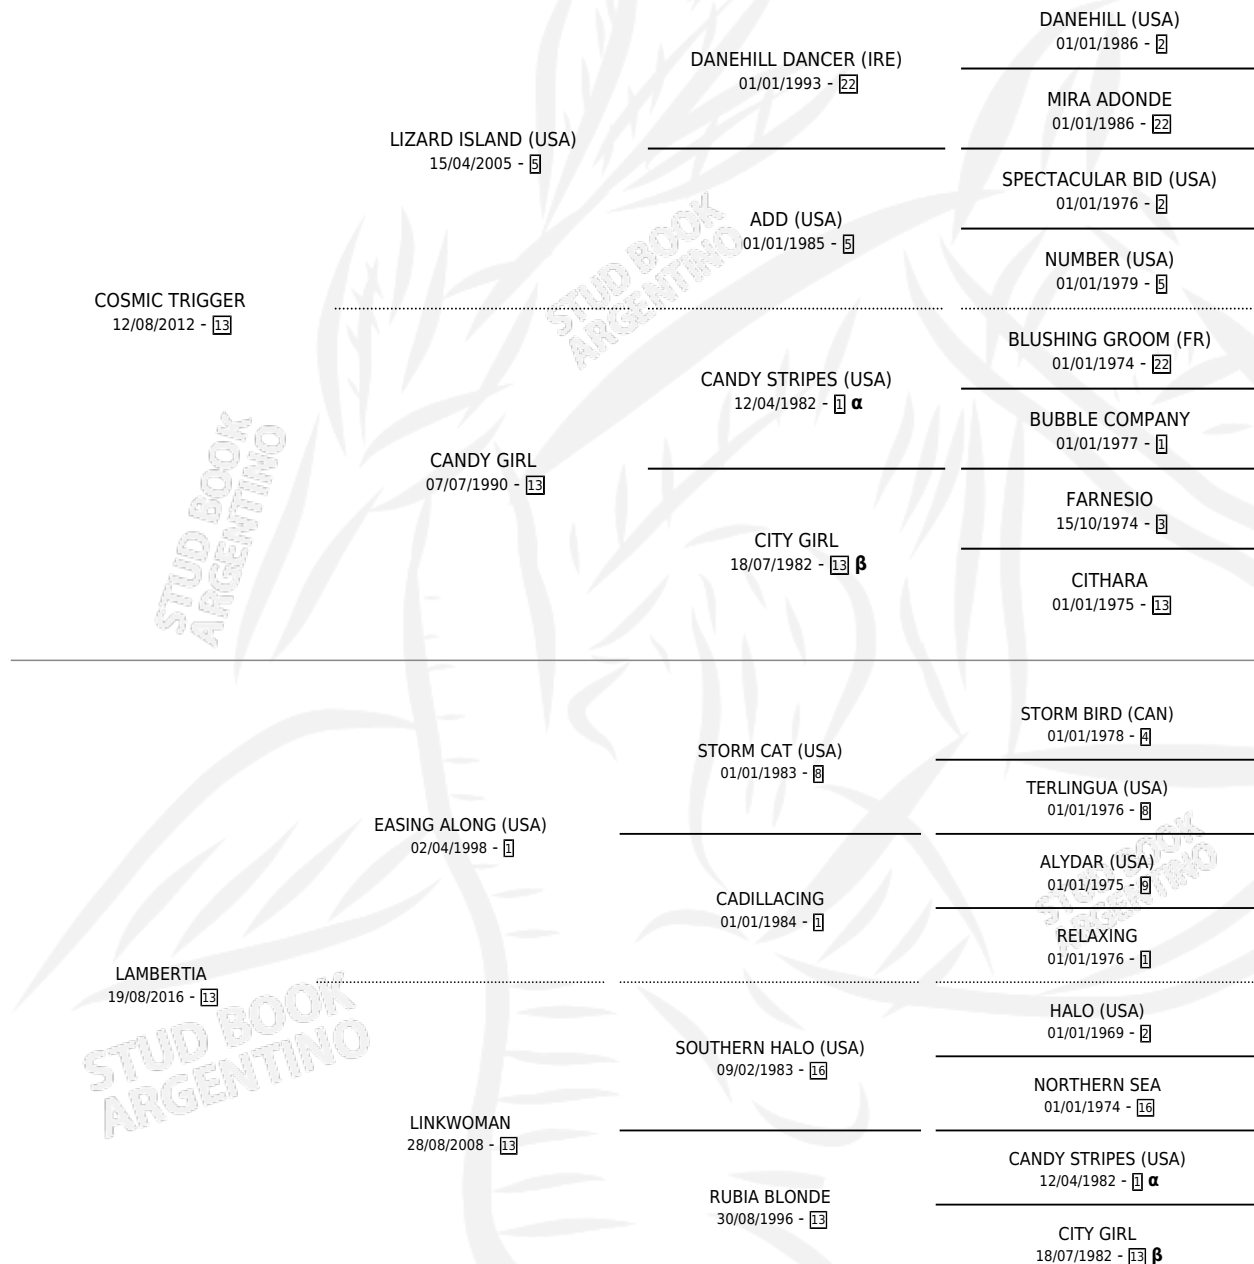 DANEHILL (USA)
01/01/1986 - 2
DANEHILL DANCER (IRE)
01/01/1993 - 22
MIRA ADONDE
01/01/1986 - 22
LIZARD ISLAND (USA)
15/04/2005 - 5
SPECTACULAR BID (USA)
01/01/1976 - 2
ADD (USA)
01/01/1985 - 5
NUMBER (USA)
01/01/1979 - 5
COSMIC TRIGGER
12/08/2012 - 13
BLUSHING GROOM (FR)
01/01/1974 - 22
CANDY STRIPES (USA)
12/04/1982 - 1 α
BUBBLE COMPANY
01/01/1977 - 1
CANDY GIRL
07/07/1990 - 13
FARNESIO
15/10/1974 - 3
CITY GIRL
18/07/1982 - 13 β
CITHARA
01/01/1975 - 13
STUD BOOK
ARGENTINO
STUD BOOK
ARGENTINO
STORM BIRD (CAN)
01/01/1978 - 4
STORM CAT (USA)
01/01/1983 - 8
TERLINGUA (USA)
01/01/1976 - 8
EASING ALONG (USA)
02/04/1998 - 1
ALYDAR (USA)
01/01/1975 - 9
CADILLACING
01/01/1984 - 1
RELAXING
01/01/1976 - 1
STUD BOOK
ARGENTINO
LAMBERTIA
19/08/2016 - 13
HALO (USA)
01/01/1969 - 2
SOUTHERN HALO (USA)
09/02/1983 - 16
NORTHERN SEA
01/01/1974 - 16
STUD BOOK
ARGENTINO
LINKWOMAN
28/08/2008 - 13
CANDY STRIPES (USA)
12/04/1982 - 1 α
RUBIA BLONDE
30/08/1996 - 13
CITY GIRL
18/07/1982 - 13 β